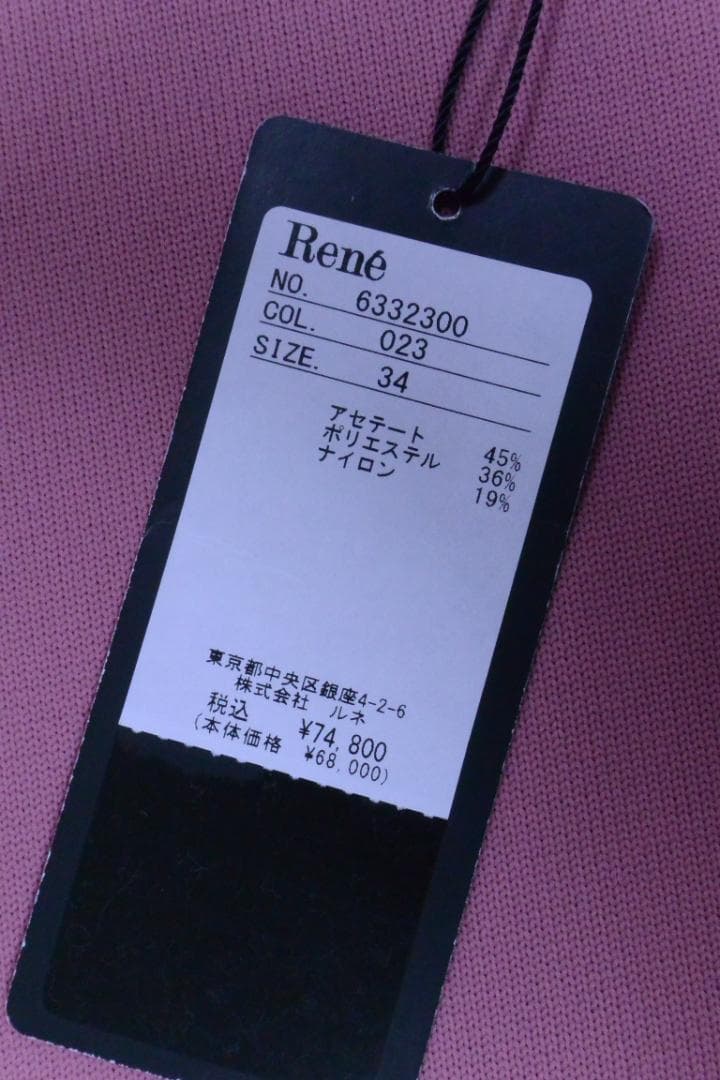 René
NO. 6332300
COL. 023
SIZE. 34
アセテート 45%
ポリエステル 36%
ナイロン 19%
東京都中央区銀座4-2-6
株式会社 ルネ
税込 ¥74,800
(本体価格 ¥68,000)